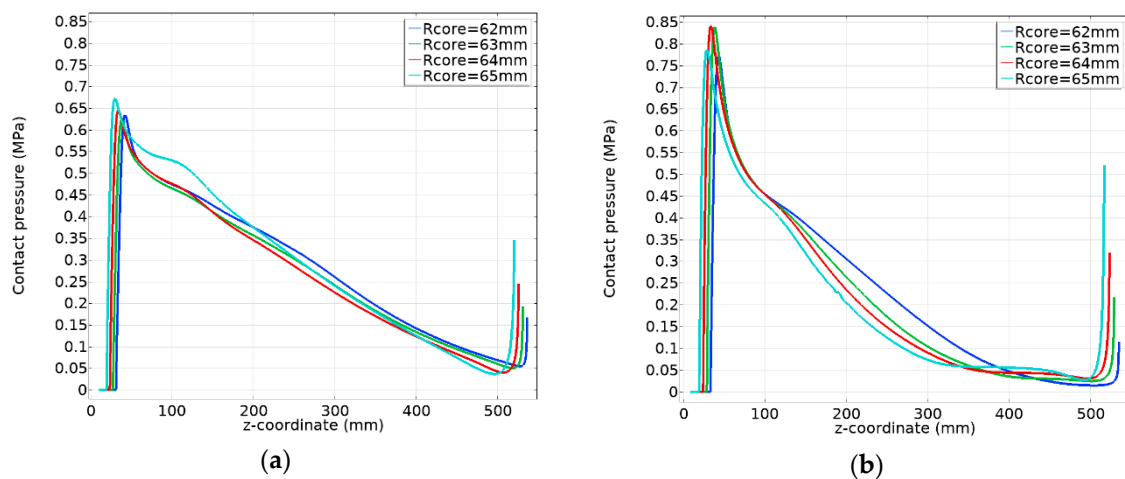 0.85
0.8
0.75
0.7
0.65
0.6
0.55
0.5
0.45
0.4
0.35
0.3
0.25
0.2
0.15
0.1
0.05
0
Contact pressure (MPa)
Rcore=62mm
Rcore=63mm
Rcore=64mm
Rcore=65mm
0 100 200 300 400 500
z-coordinate (mm)
(a)
0.85
0.8
0.75
0.7
0.65
0.6
0.55
0.5
0.45
0.4
0.35
0.3
0.25
0.2
0.15
0.1
0.05
0
Contact pressure (MPa)
Rcore=62mm
Rcore=63mm
Rcore=64mm
Rcore=65mm
0 100 200 300 400 500
z-coordinate (mm)
(b)